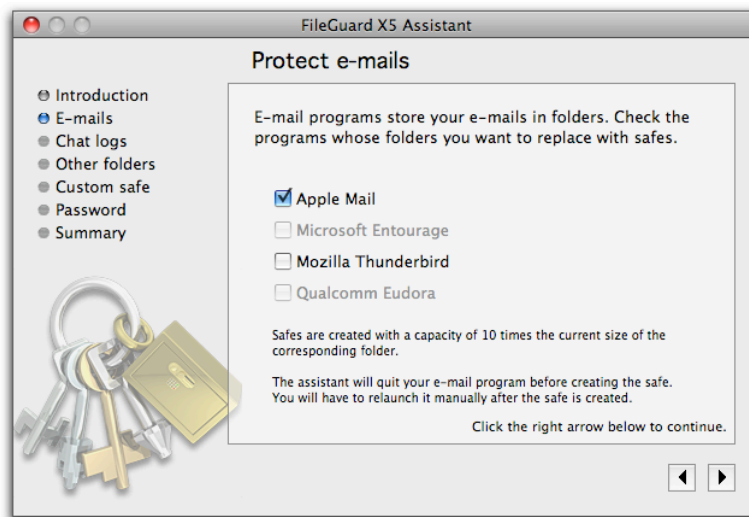 FileGuard X5 Assistant
Protect e-mails
Introduction
E-mails
Chat logs
Other folders
Custom safe
Password
Summary
E-mail programs store your e-mails in folders. Check the
programs whose folders you want to replace with safes.
Apple Mail
Microsoft Entourage
Mozilla Thunderbird
Qualcomm Eudora
Safes are created with a capacity of 10 times the current size of the
corresponding folder.
The assistant will quit your e-mail program before creating the safe.
You will have to relaunch it manually after the safe is created.
Click the right arrow below to continue.